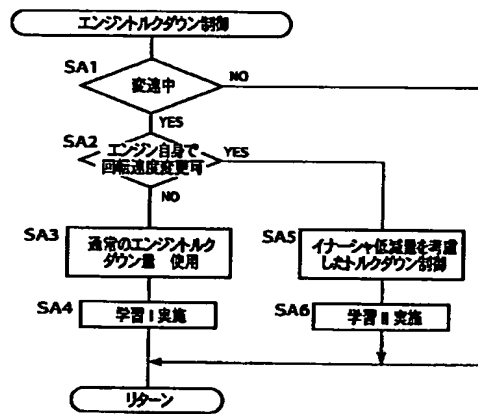 エンジントルクダウン制御
SA1
変速中
NO
YES
SA2
エンジン自身で
回転速度変更可
YES
NO
SA3
通常のエンジントルク
ダウン量 使用
SA5
イナーシャ低減量を考慮
したトルクダウン制御
SA4
学習Ⅰ実施
SA6
学習Ⅱ実施
リターン